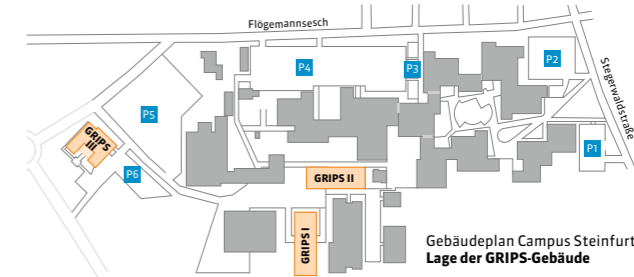 Flögemannsesch
Stegerwaldstraße
P4
P3
P2
P5
P1
P6
GRIPS
III
GRIPS II
GRIPS I
Gebäudeplan Campus Steinfurt
Lage der GRIPS-Gebäude